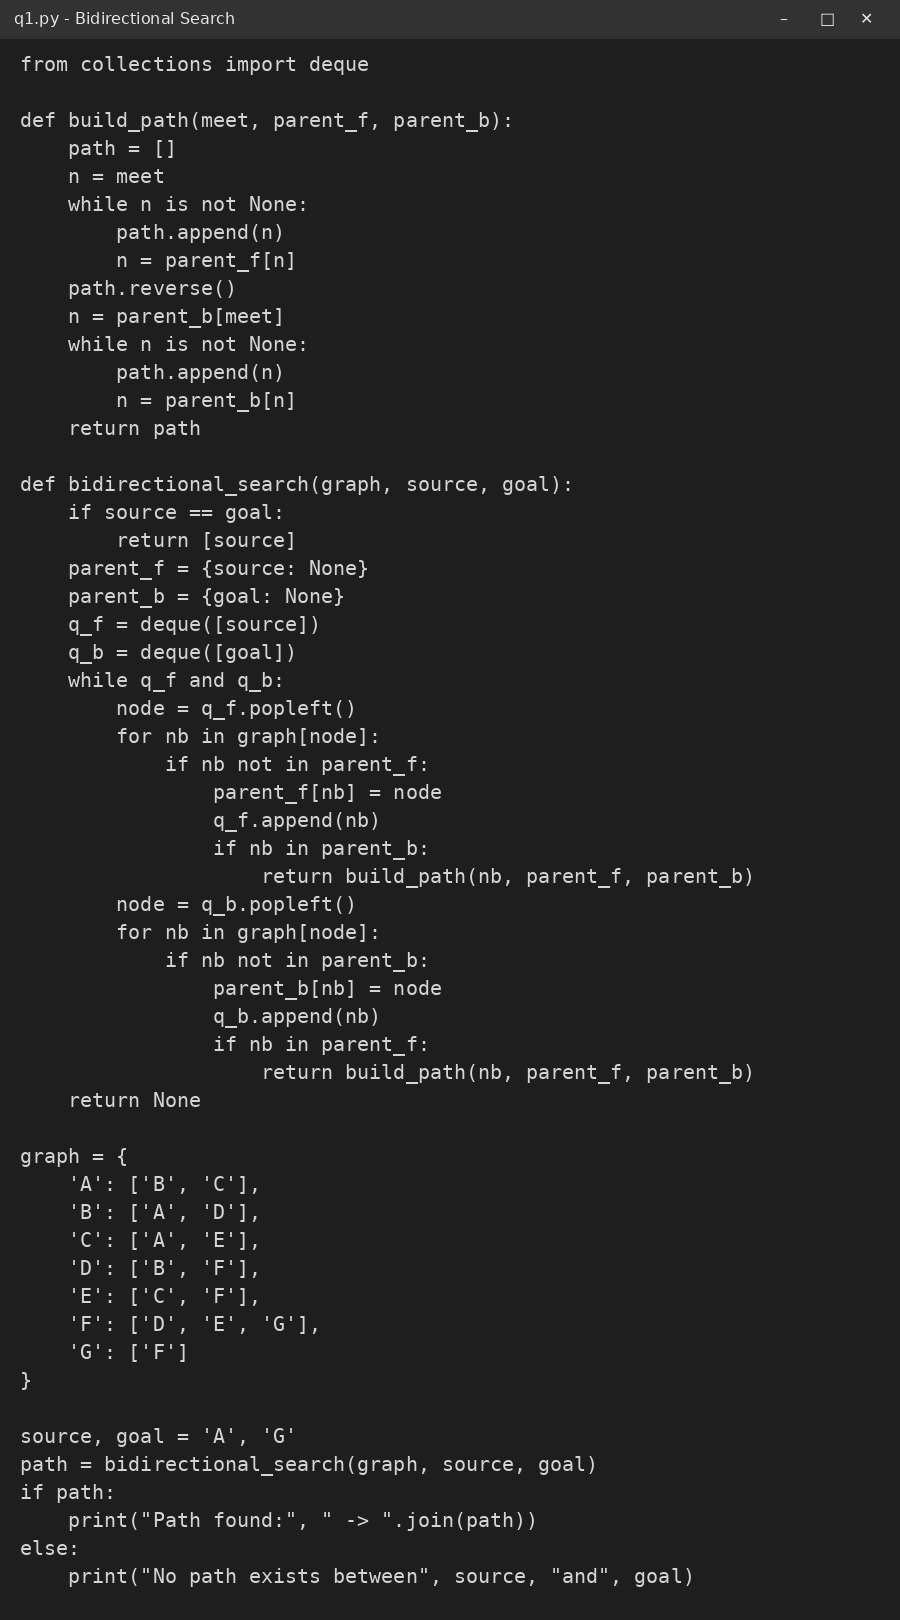 q1.py - Bidirectional Search
from collections import deque

def build_path(meet, parent_f, parent_b):
    path = []
    n = meet
    while n is not None:
        path.append(n)
        n = parent_f[n]
    path.reverse()
    n = parent_b[meet]
    while n is not None:
        path.append(n)
        n = parent_b[n]
    return path

def bidirectional_search(graph, source, goal):
    if source == goal:
        return [source]
    parent_f = {source: None}
    parent_b = {goal: None}
    q_f = deque([source])
    q_b = deque([goal])
    while q_f and q_b:
        node = q_f.popleft()
        for nb in graph[node]:
            if nb not in parent_f:
                parent_f[nb] = node
                q_f.append(nb)
                if nb in parent_b:
                    return build_path(nb, parent_f, parent_b)
        node = q_b.popleft()
        for nb in graph[node]:
            if nb not in parent_b:
                parent_b[nb] = node
                q_b.append(nb)
                if nb in parent_f:
                    return build_path(nb, parent_f, parent_b)
    return None

graph = {
    'A': ['B', 'C'],
    'B': ['A', 'D'],
    'C': ['A', 'E'],
    'D': ['B', 'F'],
    'E': ['C', 'F'],
    'F': ['D', 'E', 'G'],
    'G': ['F']
}

source, goal = 'A', 'G'
path = bidirectional_search(graph, source, goal)
if path:
    print("Path found:", " -> ".join(path))
else:
    print("No path exists between", source, "and", goal)